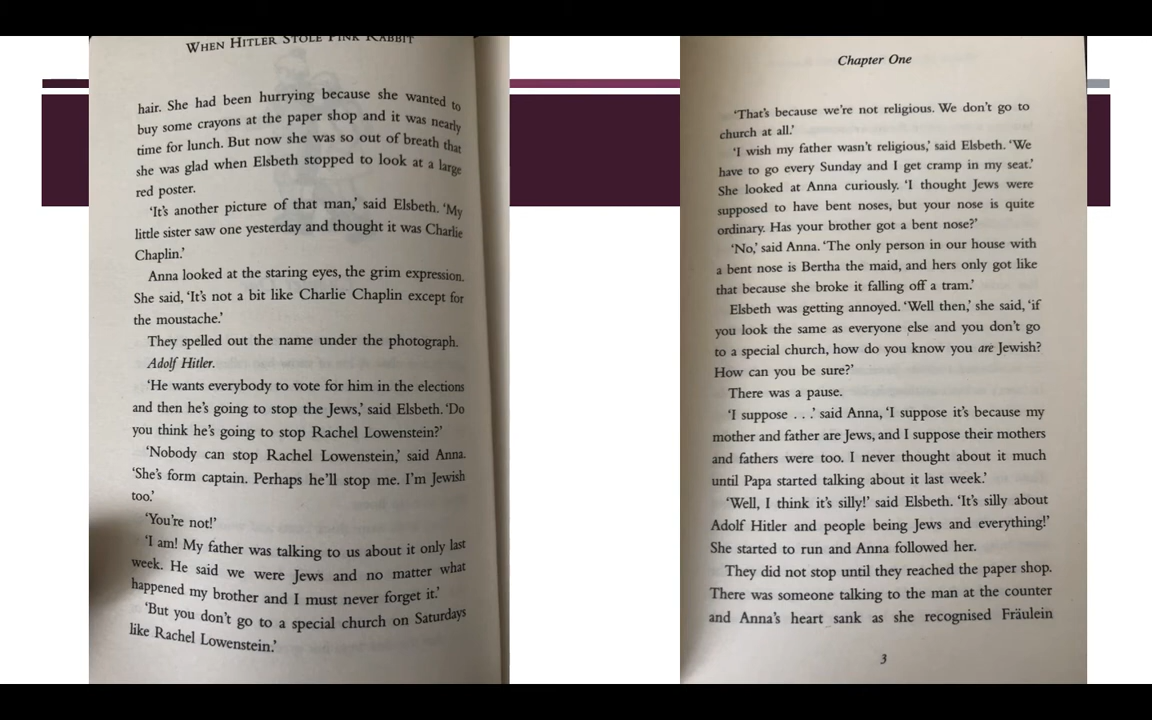 WHEN HITLER STOLE PINK RABBIT
hair. She had been hurrying because she wanted to
buy some crayons at the paper shop and it was nearly
time for lunch. But now she was so out of breath that
she was glad when Elsbeth stopped to look at a large
red poster.
‘It’s another picture of that man,’ said Elsbeth. ‘My
little sister saw one yesterday and thought it was Charlie
Chaplin.’
Anna looked at the staring eyes, the grim expression.
She said, ‘It’s not a bit like Charlie Chaplin except for
the moustache.’
They spelled out the name under the photograph.
Adolf Hitler.
‘He wants everybody to vote for him in the elections
and then he’s going to stop the Jews,’ said Elsbeth. ‘Do
you think he’s going to stop Rachel Lowenstein?’
‘Nobody can stop Rachel Lowenstein,’ said Anna.
‘She’s form captain. Perhaps he’ll stop me. I’m Jewish
too.’
‘You’re not!’
‘I am! My father was talking to us about it only last
week. He said we were Jews and no matter what
happened my brother and I must never forget it.’
‘But you don’t go to a special church on Saturdays
like Rachel Lowenstein.’
Chapter One
‘That’s because we’re not religious. We don’t go to
church at all.’
‘I wish my father wasn’t religious,’ said Elsbeth. ‘We
have to go every Sunday and I get cramp in my seat.’
She looked at Anna curiously. ‘I thought Jews were
supposed to have bent noses, but your nose is quite
ordinary. Has your brother got a bent nose?’
‘No,’ said Anna. ‘The only person in our house with
a bent nose is Bertha the maid, and hers only got like
that because she broke it falling off a tram.’
Elsbeth was getting annoyed. ‘Well then,’ she said, ‘if
you look the same as everyone else and you don’t go
to a special church, how do you know you are Jewish?
How can you be sure?’
There was a pause.
‘I suppose . . .’ said Anna, ‘I suppose it’s because my
mother and father are Jews, and I suppose their mothers
and fathers were too. I never thought about it much
until Papa started talking about it last week.’
‘Well, I think it’s silly!’ said Elsbeth. ‘It’s silly about
Adolf Hitler and people being Jews and everything!’
She started to run and Anna followed her.
They did not stop until they reached the paper shop.
There was someone talking to the man at the counter
and Anna’s heart sank as she recognised Fräulein
3